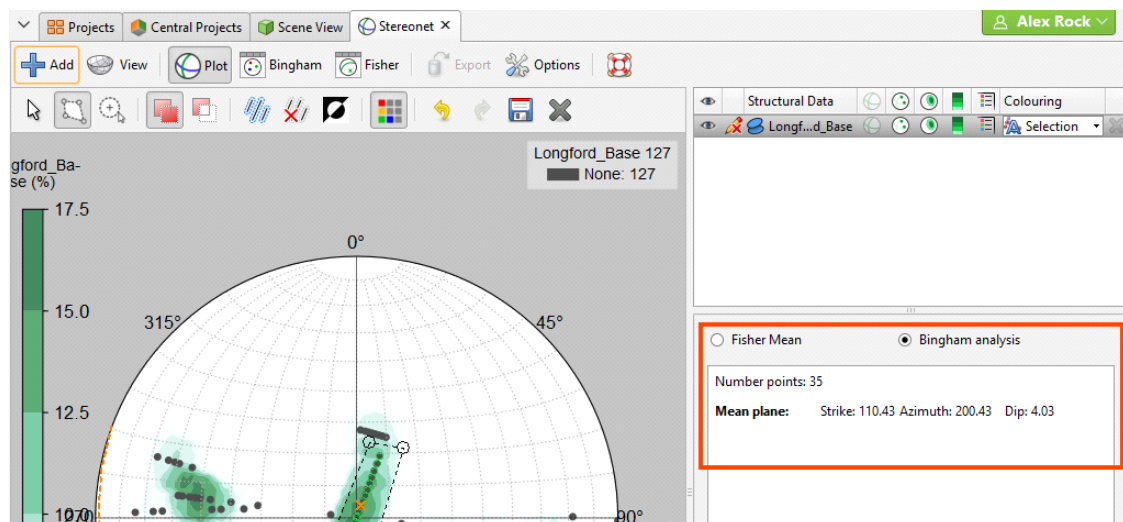 Projects Central Projects Scene View Stereonet Alex Rock
Add View Plot Bingham Fisher Export Options
Structural Data Colouring
Longf...d_Base Selection
gford_Ba-
se (%)
Longford_Base 127
None: 127
17.5
15.0
12.5
0°
315°
45°
270
90°
Fisher Mean Bingham analysis
Number points: 35
Mean plane: Strike: 110.43 Azimuth: 200.43 Dip: 4.03